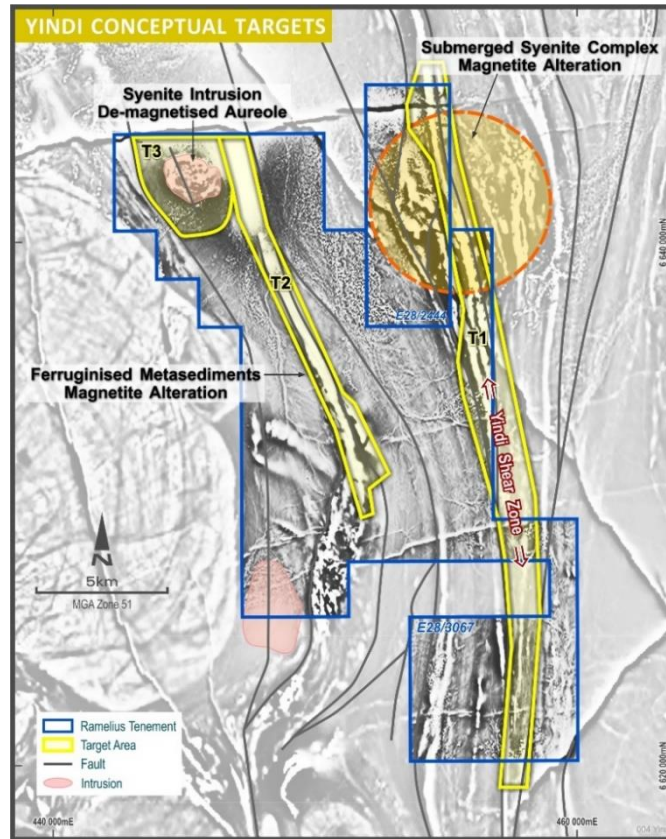 YINDI CONCEPTUAL TARGETS
Submerged Syenite Complex
Magnetite Alteration
Syenite Intrusion
De-magnetised Aureole
T3
6 640 000mN
T2
E28/2444
T1
Ferruginised Metasediments
Magnetite Alteration
Yindi Shear Zone
N
5km
MGA Zone 51
E28/3067
Ramelius Tenement
Target Area
Fault
Intrusion
6 620 000mN
440 000mE
460 000mE